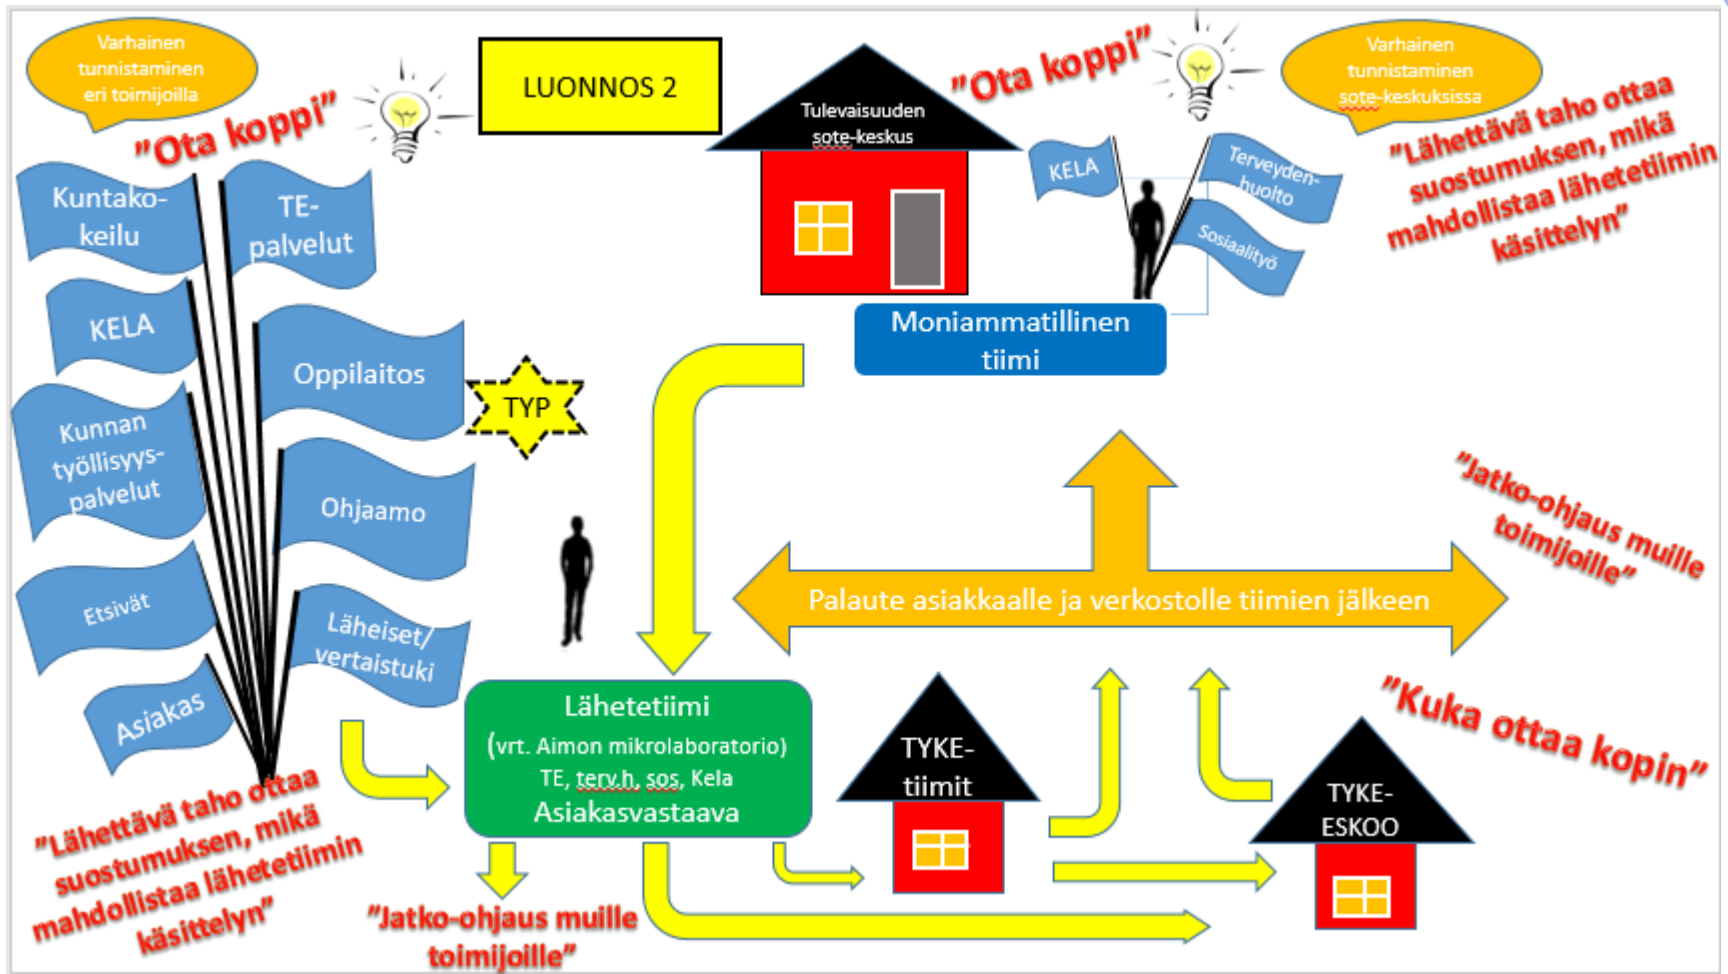 Varhainen
tunnistaminen
eri toimijoilla
"Ota koppi"
LUONNOS 2
Tulevaisuuden
sote-keskus
"Ota koppi"
Varhainen
tunnistaminen
sote-keskuksissa
"Lähettävä taho ottaa
suostumuksen, mikä
mahdollistaa lähetetiimin
käsittelyn"
KELA
Terveyden-
huolto
Sosiaalityö
Moniammatillinen
tiimi
Kuntako-
keilu
TE-
palvelut
KELA
Oppilaitos
TYP
Kunnan
työllisyys-
palvelut
Ohjaamo
Etsivät
Läheiset/
vertaistuki
Asiakas
"Lähettävä taho ottaa
suostumuksen, mikä
mahdollistaa lähetetiimin
käsittelyn"
"Jatko-ohjaus muille
toimijoille"
Palaute asiakkaalle ja verkostolle tiimien jälkeen
"Kuka ottaa kopin"
Lähetetiimi
(vrt. Aimon mikrolaboratorio)
TE, terv.h, sos, Kela
Asiakasvastaava
TYKE-
tiimit
TYKE-
ESKOO
"Jatko-ohjaus muille
toimijoille"